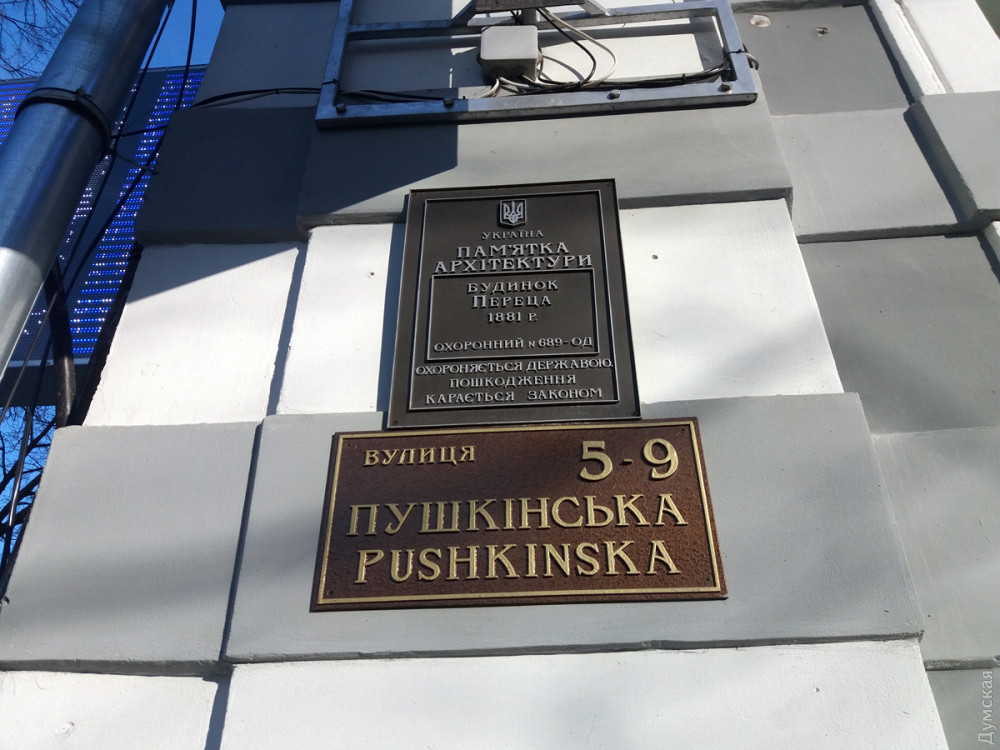 УКРАЇНА
ПАМ'ЯТКА
АРХІТЕКТУРИ
БУДИНОК
ПЕРЕЦА
1881 Р.
ОХОРОННИЙ N 689-ОД
ОХОРОНЯЄТЬСЯ ДЕРЖАВОЮ.
ПОШКОДЖЕННЯ
КАРАЄТЬСЯ ЗАКОНОМ
ВУЛИЦЯ 5-9
ПУШКІНСЬКА
PUSHKINSKA
Думская